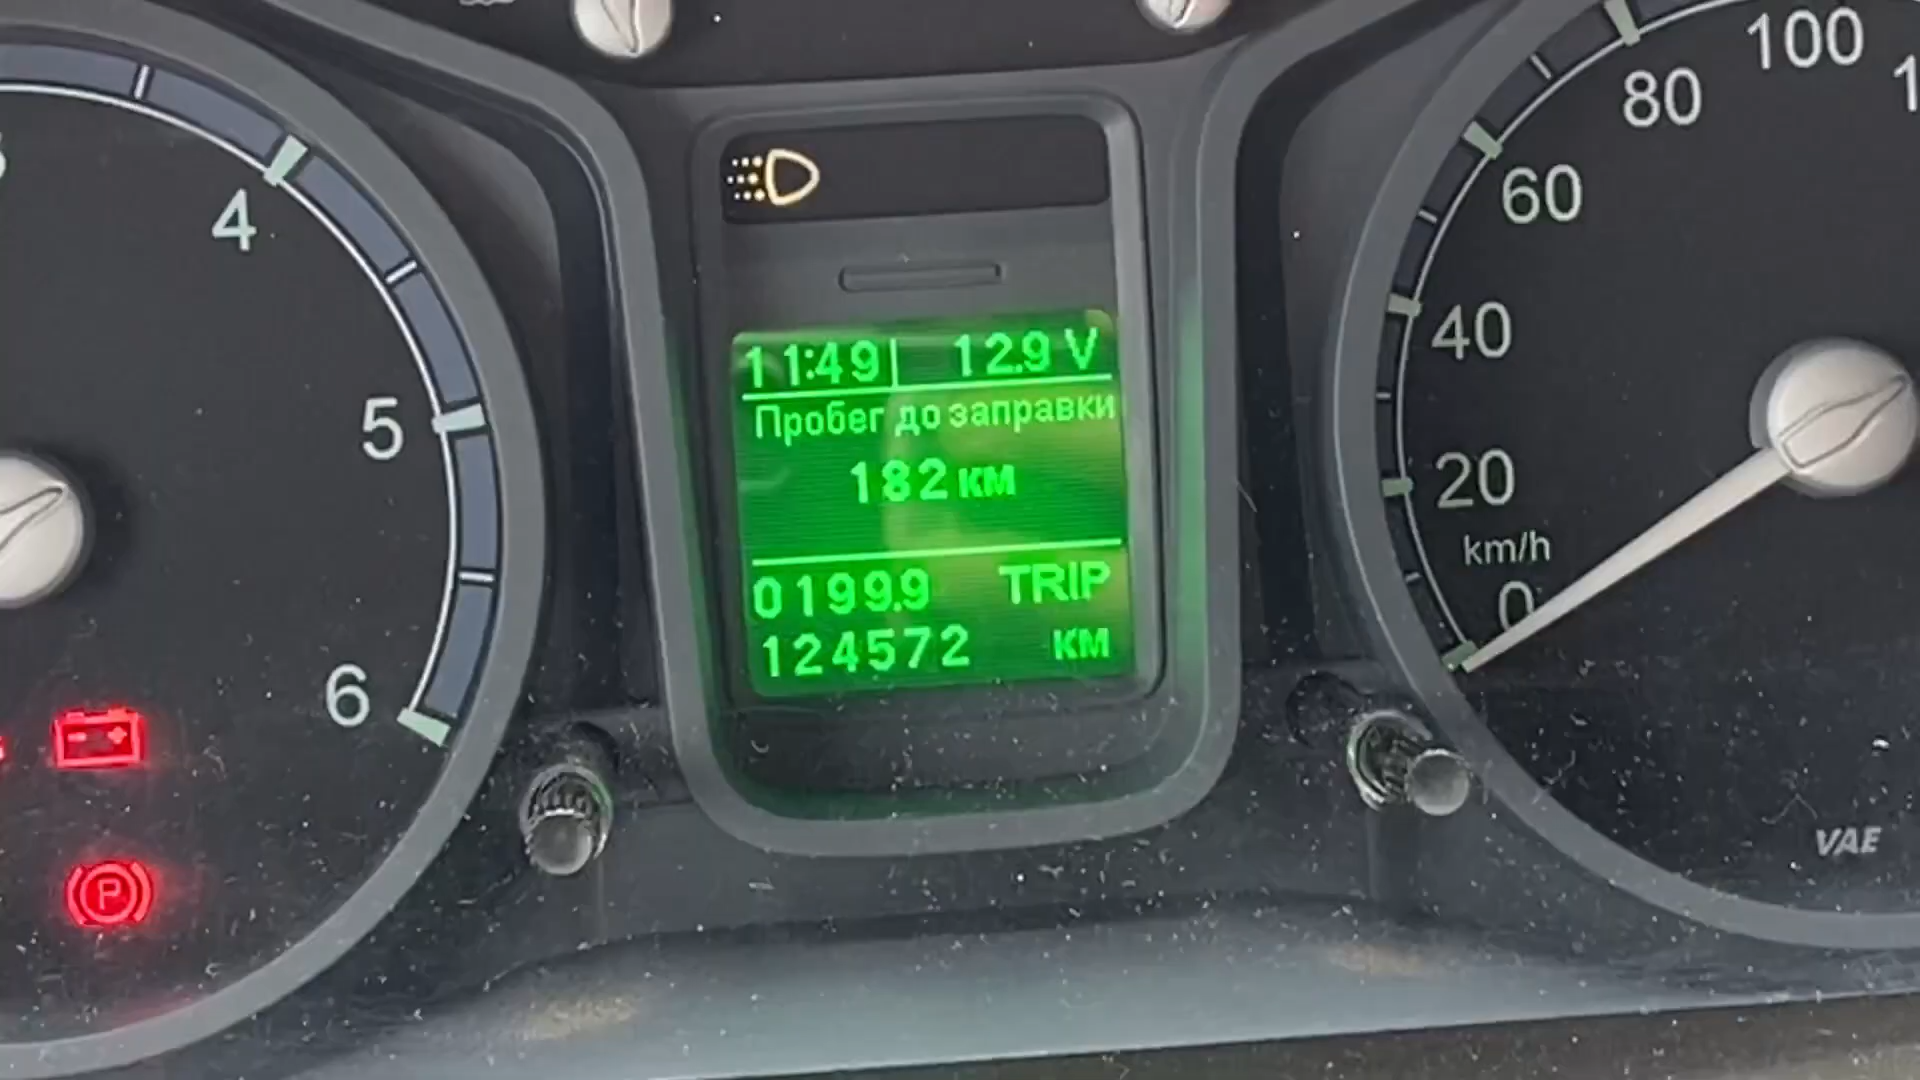 4
5
6
P
11:49 12.9 V
Пробег до заправки
182 км
0199.9 TRIP
124572 КМ
100
80
60
40
20
km/h
0
VAE